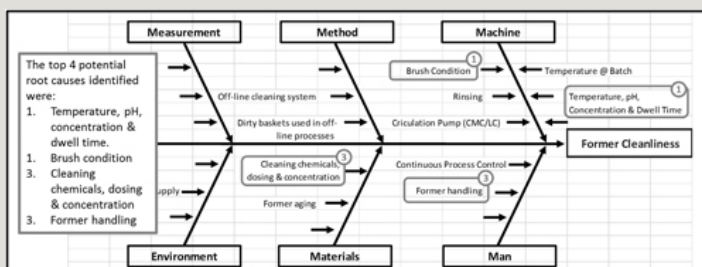 Measurement
Method
Machine
The top 4 potential
root causes identified
were:
1. Temperature, pH,
concentration &
dwell time.
1. Brush condition
3. Cleaning
chemicals, dosing
& concentration
3. Former handling
1
Brush Condition
Temperature @ Batch
Off-line cleaning system
Rinsing
1
Temperature, pH,
Concentration & Dwell Time
Dirty baskets used in off-
line processes
Criculation Pump (CMC/LC)
Former Cleanliness
3
Cleaning chemicals,
dosing & concentration
Continuous Process Control
3
Former handling
Former aging
Environment
Materials
Man